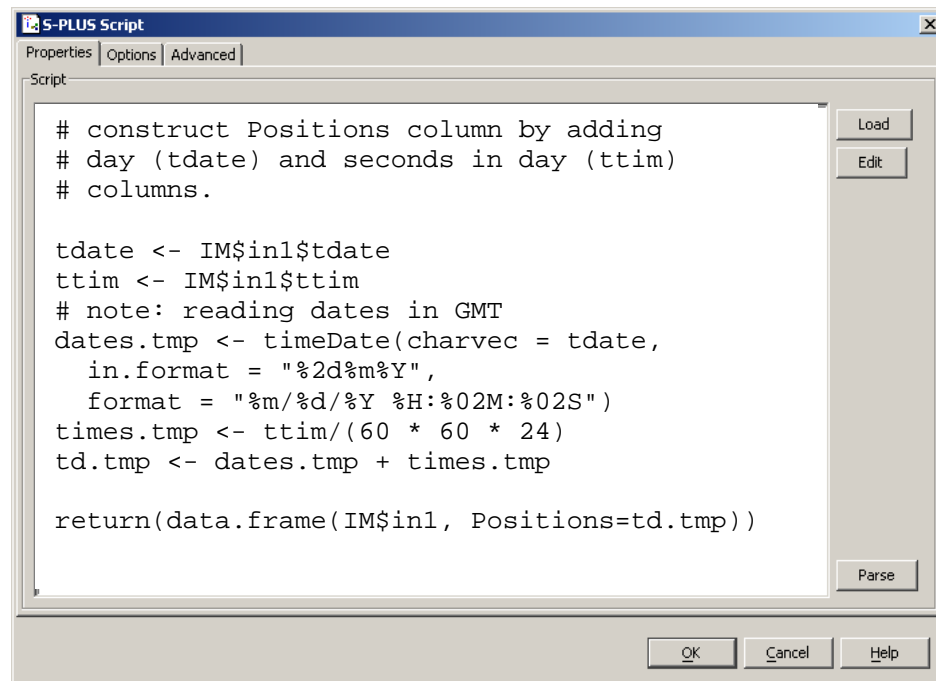 S-PLUS Script
Properties Options Advanced
Script
# construct Positions column by adding
# day (tdate) and seconds in day (ttim)
# columns.
tdate <- IM$in1$tdate
ttim <- IM$in1$ttim
# note: reading dates in GMT
dates.tmp <- timeDate(charvec = tdate,
in.format = "%2d%m%Y",
format = "%m/%d/%Y %H:%02M:%02S")
times.tmp <- ttim/(60 * 60 * 24)
td.tmp <- dates.tmp + times.tmp
return(data.frame(IM$in1, Positions=td.tmp))
Load
Edit
Parse
OK Cancel Help